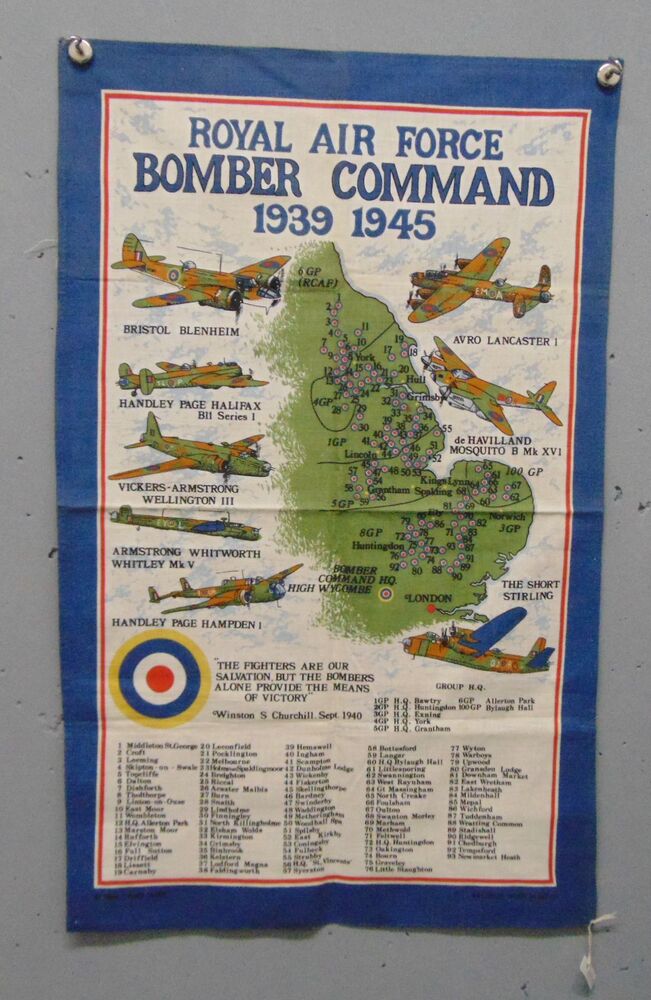 ROYAL AIR FORCE
BOMBER COMMAND
1939 1945
6 GP
(RCAF)
BRISTOL BLENHEIM
AVRO LANCASTER I
HANDLEY PAGE HALIFAX
BII Series I
de HAVILLAND
MOSQUITO B Mk XVI
VICKERS-ARMSTRONG
WELLINGTON III
ARMSTRONG WHITWORTH
WHITLEY Mk V
HANDLEY PAGE HAMPDEN I
THE SHORT
STIRLING
York
Hull
Grimsby
4GP
1GP
Lincoln
100 GP
Kings Lynn
Grantham Spalding
5GP
Ely
Norwich
3GP
8GP
Huntingdon
BOMBER
COMMAND H.Q.
HIGH WYCOMBE
LONDON
"THE FIGHTERS ARE OUR
SALVATION, BUT THE BOMBERS
ALONE PROVIDE THE MEANS
OF VICTORY"
Winston S Churchill. Sept 1940
GROUP H.Q.
1GP H.Q. Bawtry
2GP H.Q. Huntingdon
3GP H.Q. Exning
4GP H.Q. York
5GP H.Q. Grantham
6GP Allerton Park
100 GP Bylaugh Hall
1 Middleton St.George
2 Croft
3 Leeming
4 Skipton-on-Swale
5 Topcliffe
6 Dalton
7 Dishforth
8 Tholthorpe
9 Linton-on-Ouse
10 East Moor
11 Wombleton
12 H.Q. Allerton Park
13 Marston Moor
14 Rufforth
15 Elvington
16 Full Sutton
17 Driffield
18 Lissett
19 Carnaby
20 Leconfield
21 Pocklington
22 Melbourne
23 Holme-on-Spaldingmoor
24 Breighton
25 Riccal
26 Acaster Malbis
27 Burn
28 Snaith
29 Lindholme
30 Finningley
31 North Killingholme
32 Elsham Wolds
33 Kirmington
34 Grimsby
35 Binbrook
36 Kelstern
37 Ludford Magna
38 Faldingworth
39 Hemswell
40 Ingham
41 Scampton
42 Dunholme Lodge
43 Wickenby
44 Fiskerton
45 Skellingthorpe
46 Bardney
47 Swinderby
48 Waddington
49 Metheringham
50 Woodhall Spa
51 Spilsby
52 East Kirkby
53 Coningsby
54 Fulbeck
55 Strubby
56 H.Q. "St. Vincents"
57 Syerston
58 Bottesford
59 Langar
60 H.Q Bylaugh Hall
61 Little Snoring
62 Swannington
63 West Raynham
64 Gt Massingham
65 North Creake
66 Foulsham
67 Oulton
68 Swanton Morley
69 Marham
70 Methwold
71 Feltwell
72 H.Q. Huntingdon
73 Oakington
74 Bourn
75 Graveley
76 Little Staughton
77 Wyton
78 Warboys
79 Upwood
80 Gransden Lodge
81 Downham Market
82 East Wretham
83 Lakenheath
84 Mildenhall
85 Mepal
86 Witchford
87 Tuddenham
88 Wratting Common
89 Stradishall
90 Ridgewell
91 Chedburgh
92 Tempsford
93 Newmarket Heath